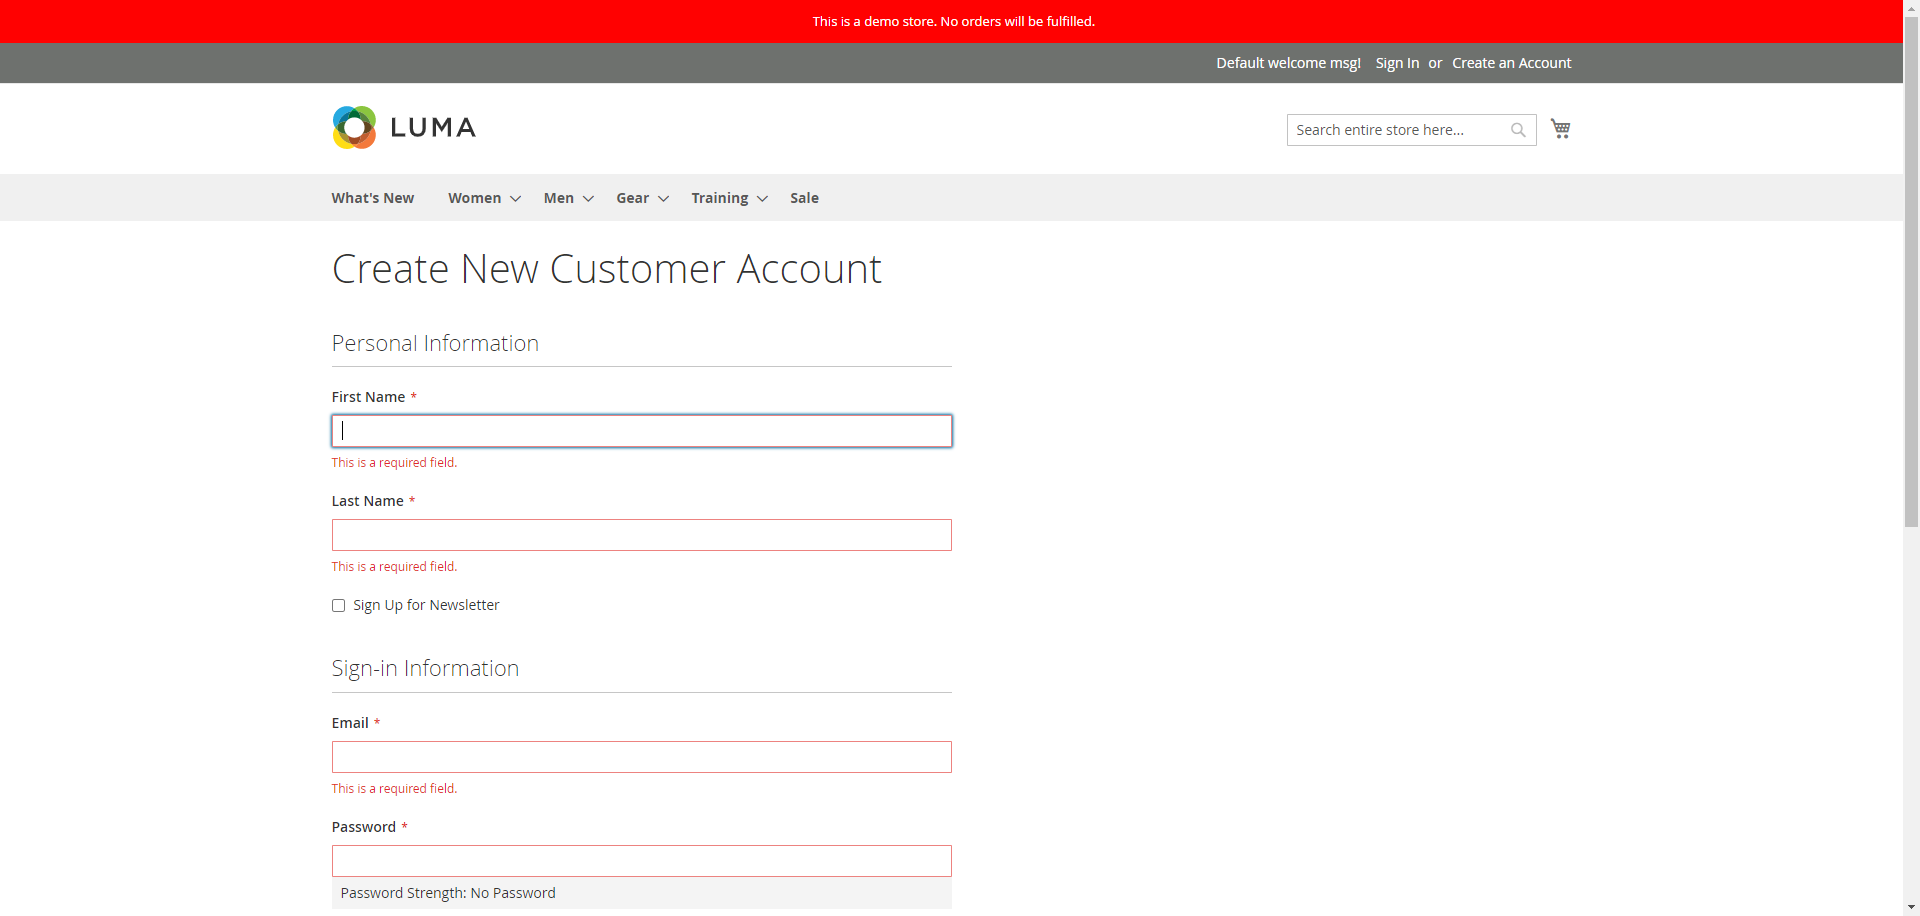 This is a demo store. No orders will be fulfilled.
Default welcome msg! Sign In or Create an Account
LUMA
Search entire store here...
What's New Women Men Gear Training Sale
Create New Customer Account
Personal Information
First Name *
This is a required field.
Last Name *
This is a required field.
Sign Up for Newsletter
Sign-in Information
Email *
This is a required field.
Password *
Password Strength: No Password